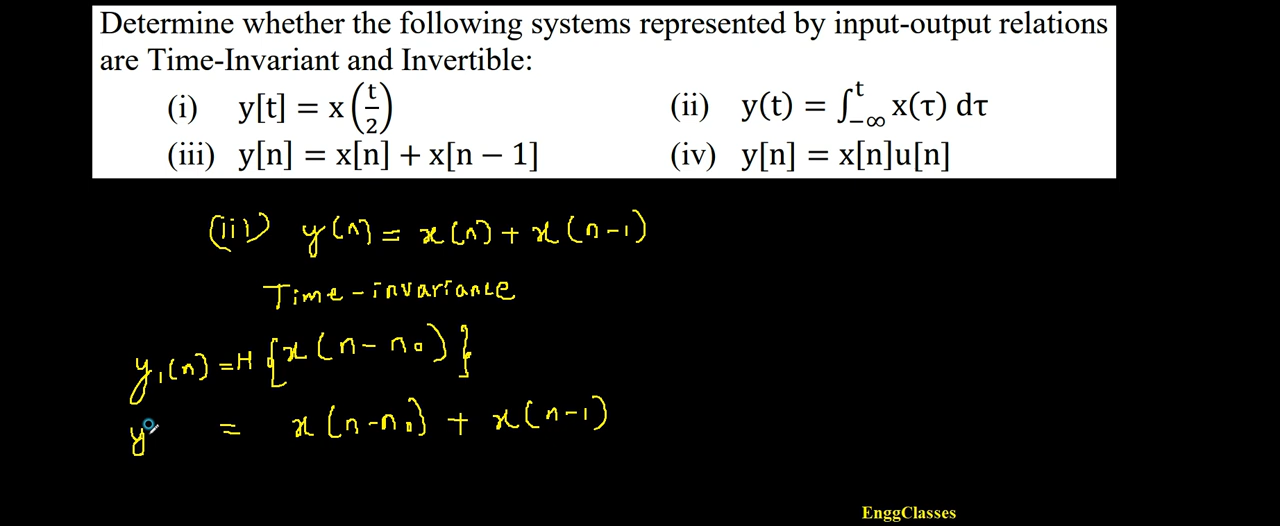 Determine whether the following systems represented by input-output relations
are Time-Invariant and Invertible:
(i) y[t] = x(t/2) (ii) y(t) = ∫_{-∞}^{t} x(τ) dτ
(iii) y[n] = x[n] + x[n − 1] (iv) y[n] = x[n]u[n]
(iii) y(n) = x(n) + x(n-1)
Time-invariance
y₁(n) = H{x(n-n₀)}
y = x(n-n₀) + x(n-1)
EnggClasses